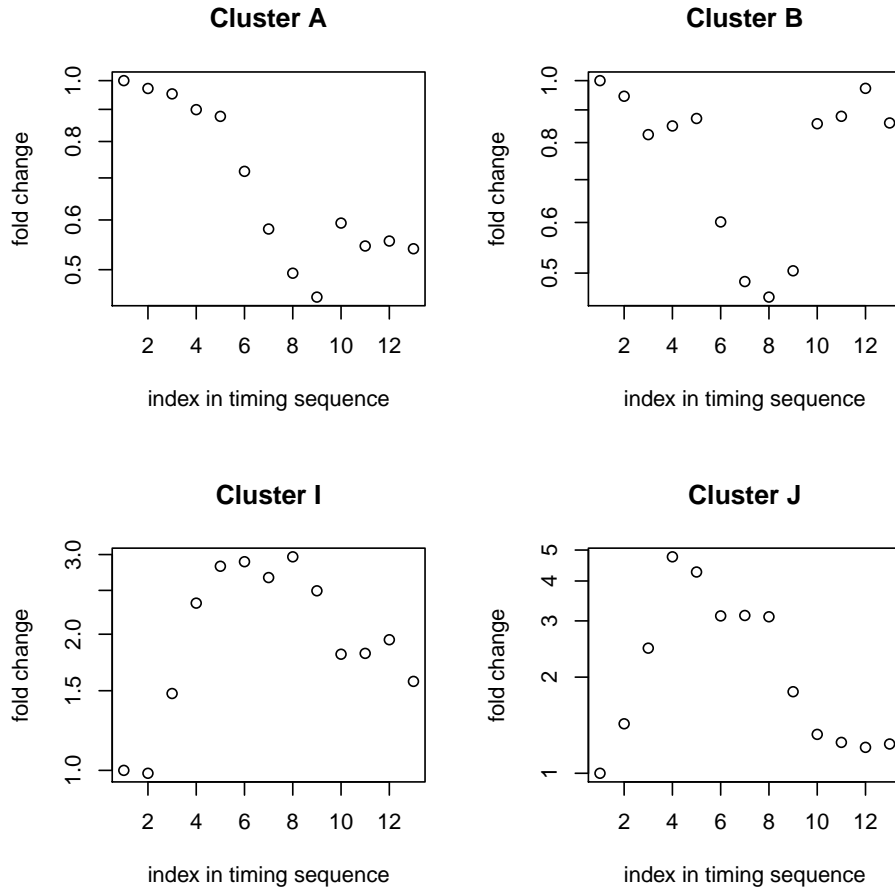 Cluster A
fold change
1.0
0.8
0.6
0.5
2 4 6 8 10 12
index in timing sequence
Cluster B
fold change
1.0
0.8
0.6
0.5
2 4 6 8 10 12
index in timing sequence
Cluster I
fold change
3.0
2.0
1.5
1.0
2 4 6 8 10 12
index in timing sequence
Cluster J
fold change
5
4
3
2
1
2 4 6 8 10 12
index in timing sequence